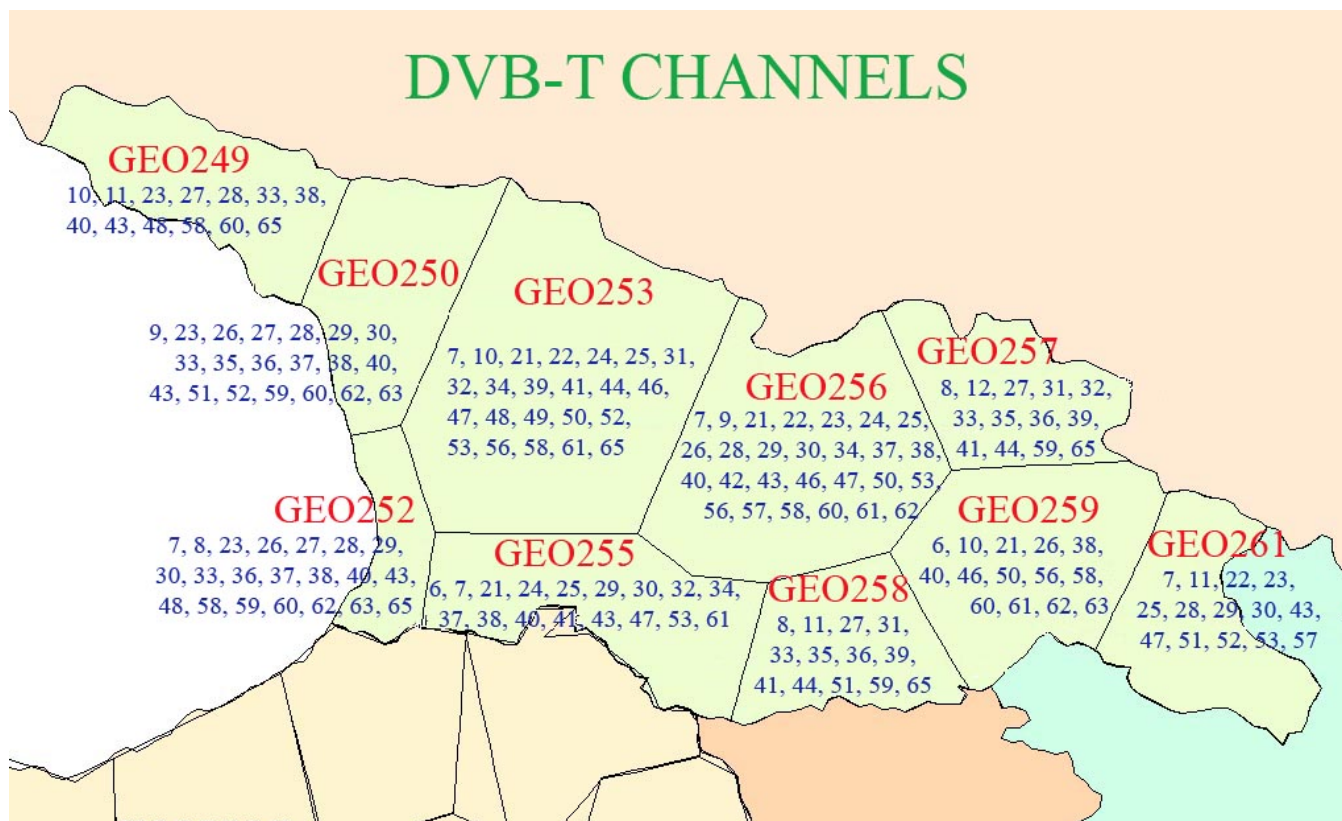 DVB-T CHANNELS
GEO249
10, 11, 23, 27, 28, 33, 38,
40, 43, 48, 58, 60, 65
GEO250
9, 23, 26, 27, 28, 29, 30,
33, 35, 36, 37, 38, 40,
43, 51, 52, 59, 60, 62, 63
GEO253
7, 10, 21, 22, 24, 25, 31,
32, 34, 39, 41, 44, 46,
47, 48, 49, 50, 52,
53, 56, 58, 61, 65
GEO256
7, 9, 21, 22, 23, 24, 25,
26, 28, 29, 30, 34, 37, 38,
40, 42, 43, 46, 47, 50, 53,
56, 57, 58, 60, 61, 62
GEO257
8, 12, 27, 31, 32,
33, 35, 36, 39,
41, 44, 59, 65
GEO252
7, 8, 23, 26, 27, 28, 29,
30, 33, 36, 37, 38, 40, 43,
48, 58, 59, 60, 62, 63, 65
GEO255
6, 7, 21, 24, 25, 29, 30, 32, 34,
37, 38, 40, 41, 43, 47, 53, 61
GEO258
8, 11, 27, 31,
33, 35, 36, 39,
41, 44, 51, 59, 65
GEO259
6, 10, 21, 26, 38,
40, 46, 50, 56, 58,
60, 61, 62, 63
GEO261
7, 11, 22, 23,
25, 28, 29, 30, 43,
47, 51, 52, 53, 57